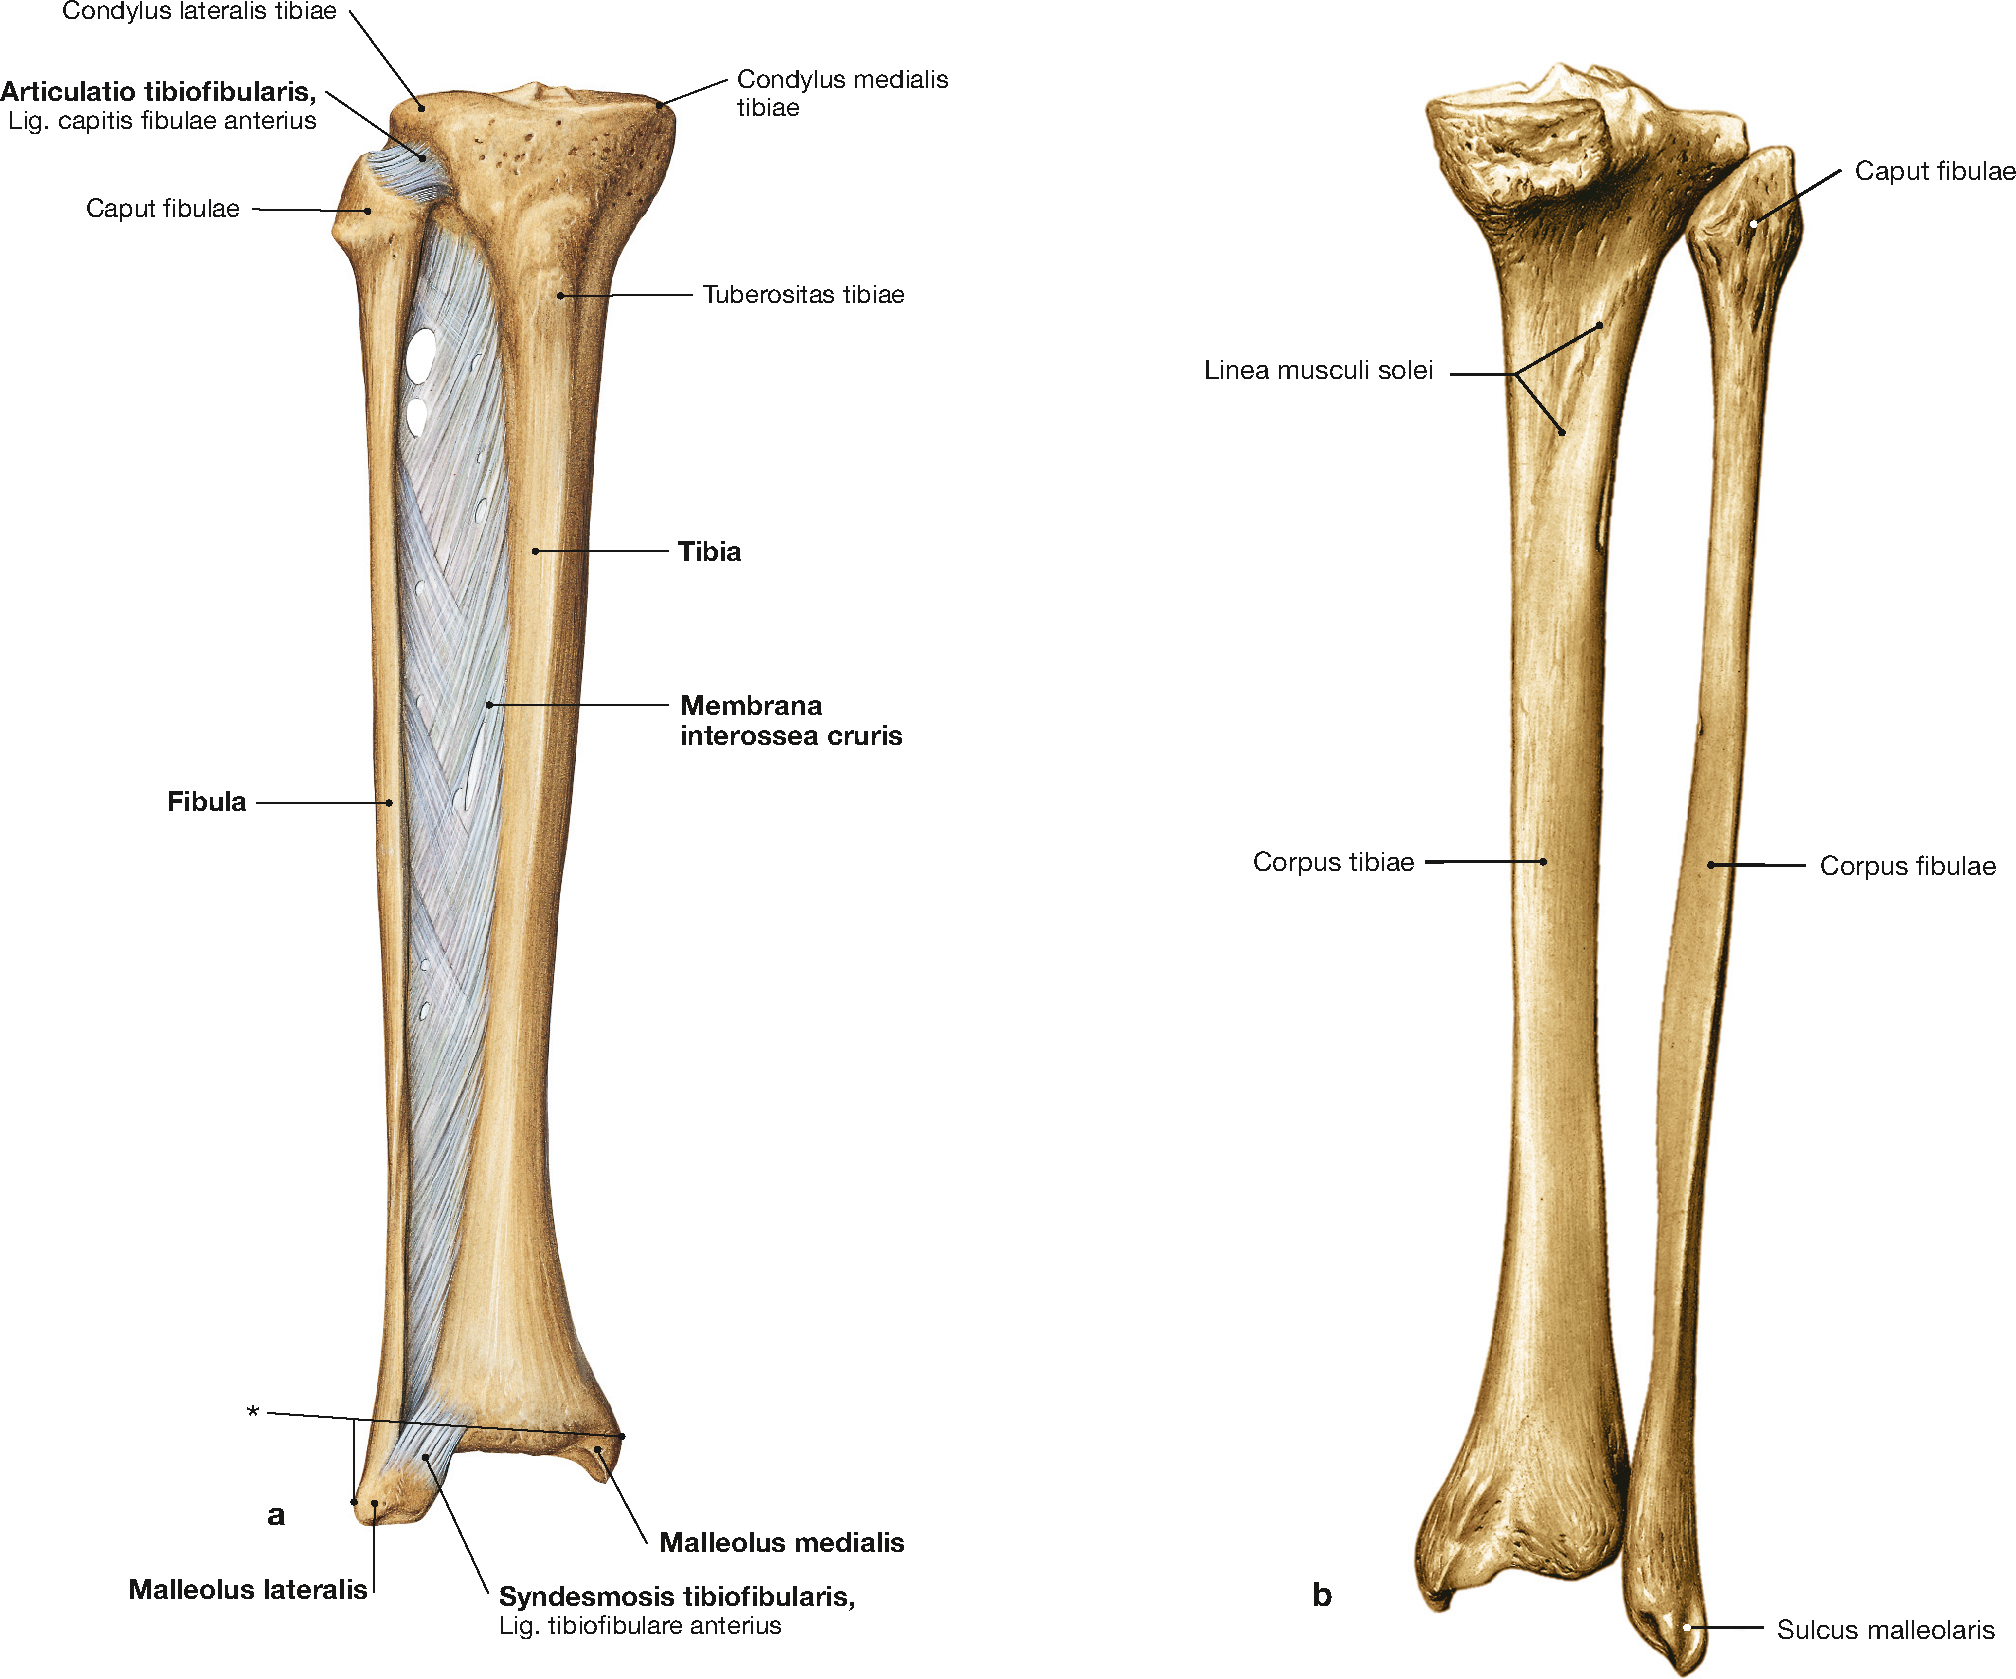 Condylus lateralis tibiae
Articulatio tibiofibularis,
Lig. capitis fibulae anterius
Caput fibulae
Condylus medialis
tibiae
Tuberositas tibiae
Tibia
Membrana
interossea cruris
Fibula
*
a
Malleolus lateralis
Malleolus medialis
Syndesmosis tibiofibularis,
Lig. tibiofibulare anterius
Caput fibulae
Linea musculi solei
Corpus tibiae
Corpus fibulae
b
Sulcus malleolaris